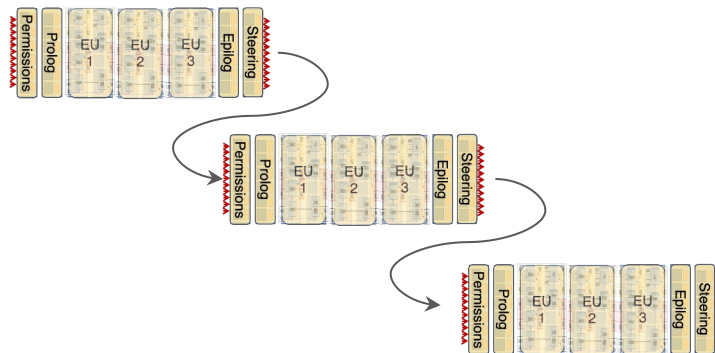 Permissions
Prolog
EU
1
EU
2
EU
3
Epilog
Steering
Permissions
Prolog
EU
1
EU
2
EU
3
Epilog
Steering
Permissions
Prolog
EU
1
EU
2
EU
3
Epilog
Steering